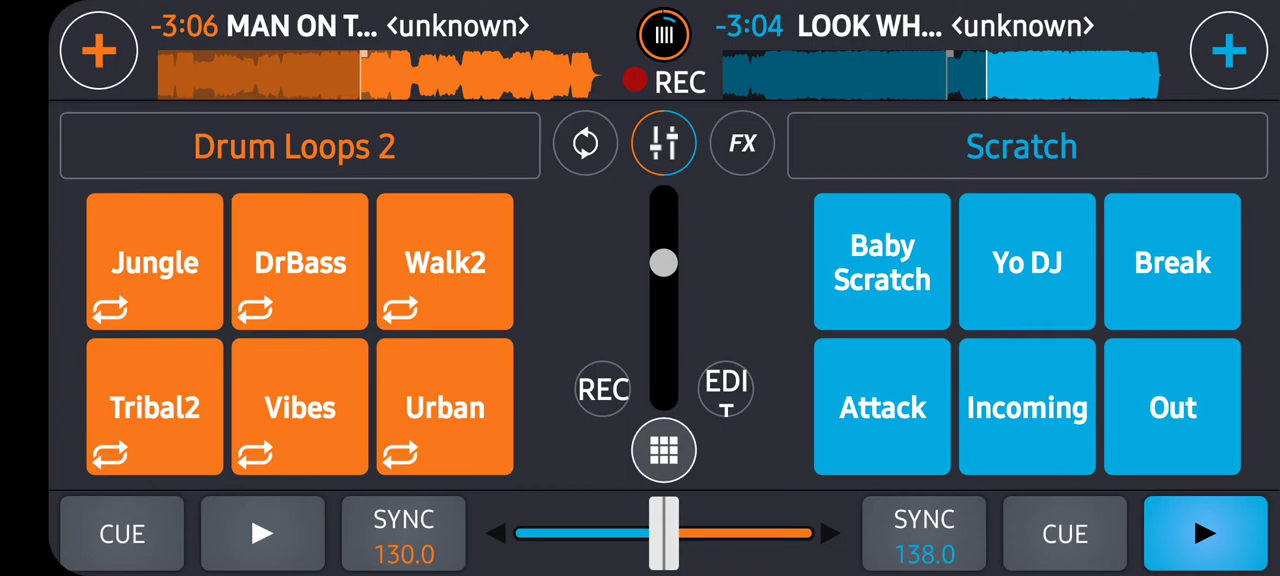 -3:06 MAN ON T... <unknown>
-3:04 LOOK WH... <unknown>
REC
Drum Loops 2
FX
Scratch
Jungle
DrBass
Walk2
Baby
Scratch
Yo DJ
Break
REC
EDI
T
Tribal2
Vibes
Urban
Attack
Incoming
Out
CUE
SYNC
130.0
SYNC
138.0
CUE